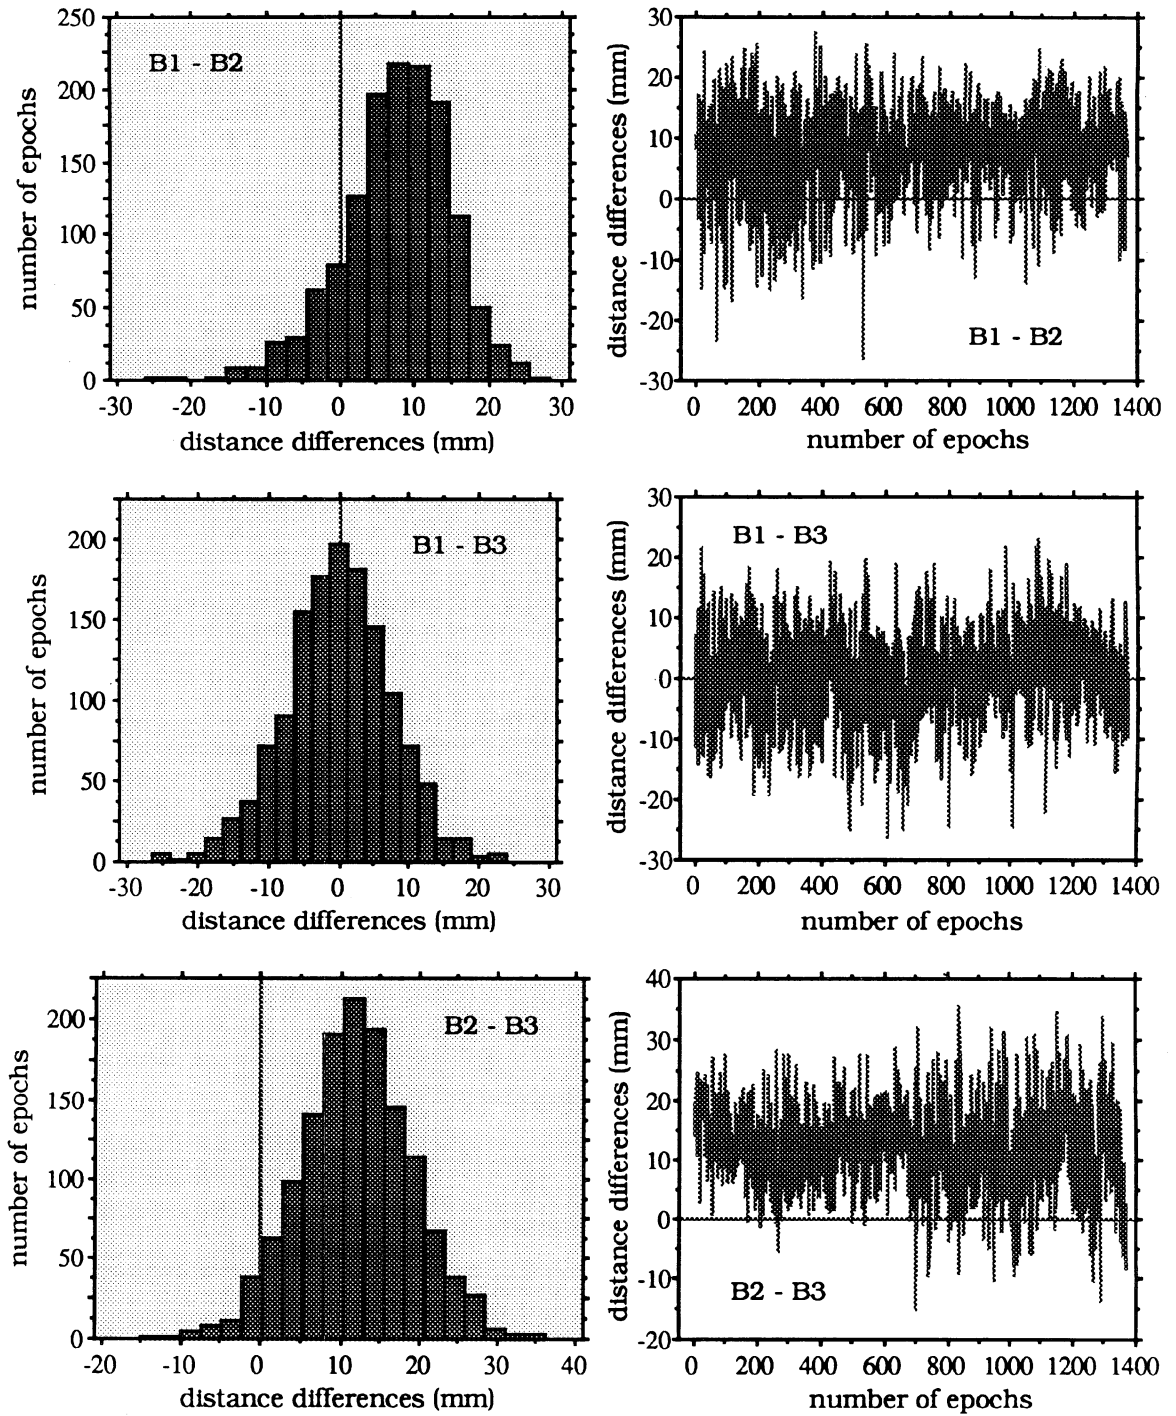 250
200
150
100
50
0
number of epochs
B1 - B2
-30 -20 -10 0 10 20 30
distance differences (mm)
30
20
10
0
-10
-20
-30
distance differences (mm)
B1 - B2
0 200 400 600 800 1000 1200 1400
number of epochs
200
150
100
50
0
number of epochs
B1 - B3
-30 -20 -10 0 10 20 30
distance differences (mm)
30
20
10
0
-10
-20
-30
distance differences (mm)
B1 - B3
0 200 400 600 800 1000 1200 1400
number of epochs
200
150
100
50
0
number of epochs
B2 - B3
-20 -10 0 10 20 30 40
distance differences (mm)
40
30
20
10
0
-10
-20
distance differences (mm)
B2 - B3
0 200 400 600 800 1000 1200 1400
number of epochs